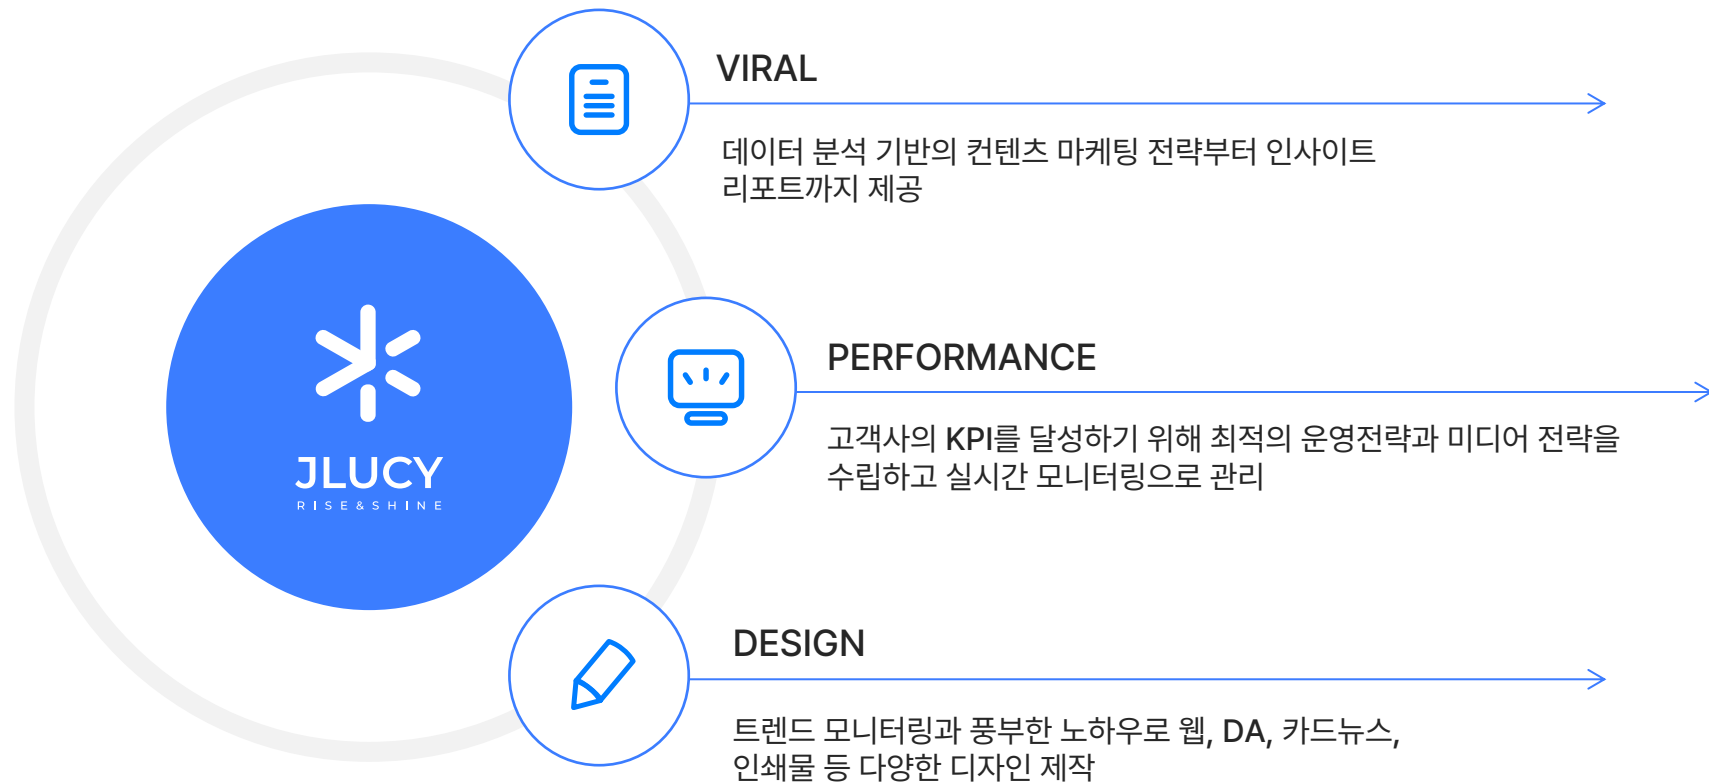 JLUCY
RISE&SHINE
VIRAL
데이터 분석 기반의 컨텐츠 마케팅 전략부터 인사이트
리포트까지 제공
PERFORMANCE
고객사의 KPI를 달성하기 위해 최적의 운영전략과 미디어 전략을
수립하고 실시간 모니터링으로 관리
DESIGN
트렌드 모니터링과 풍부한 노하우로 웹, DA, 카드뉴스,
인쇄물 등 다양한 디자인 제작